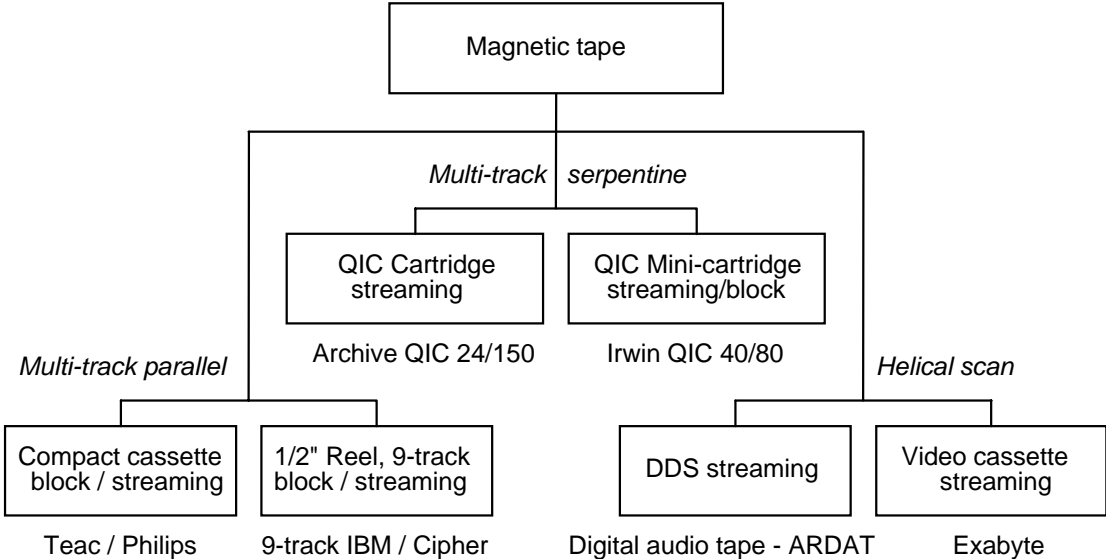 Magnetic tape
Multi-track serpentine
QIC Cartridge
streaming
QIC Mini-cartridge
streaming/block
Archive QIC 24/150
Irwin QIC 40/80
Multi-track parallel
Helical scan
Compact cassette
block / streaming
1/2" Reel, 9-track
block / streaming
DDS streaming
Video cassette
streaming
Teac / Philips
9-track IBM / Cipher
Digital audio tape - ARDAT
Exabyte